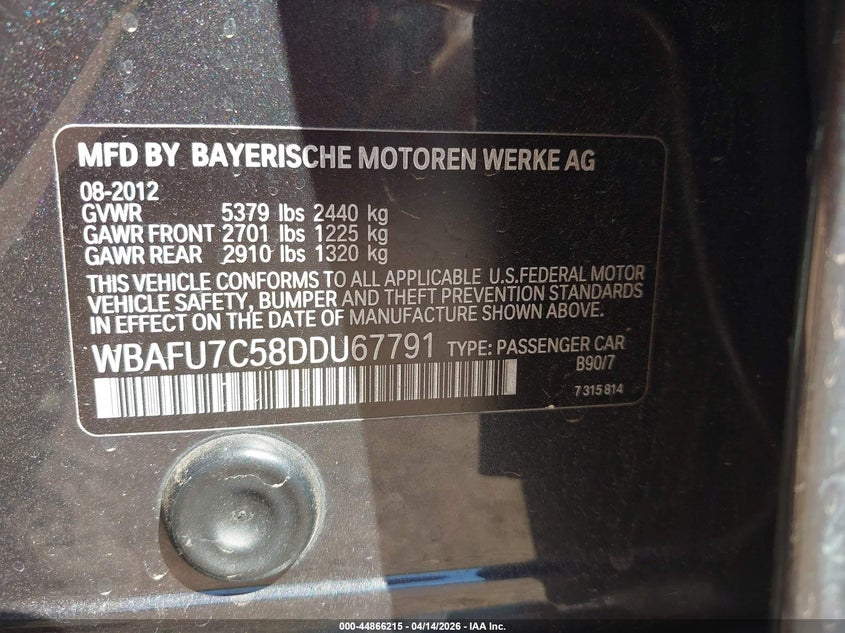 MFD BY BAYERISCHE MOTOREN WERKE AG
08-2012
GVWR 5379 lbs 2440 kg
GAWR FRONT 2701 lbs 1225 kg
GAWR REAR 2910 lbs 1320 kg
THIS VEHICLE CONFORMS TO ALL APPLICABLE U.S.FEDERAL MOTOR
VEHICLE SAFETY, BUMPER AND THEFT PREVENTION STANDARDS
IN EFFECT ON THE DATE OF MANUFACTURE SHOWN ABOVE.
WBAFU7C58DDU67791 TYPE: PASSENGER CAR
B90/7
7 315 814
000-44866215 - 04/14/2026 - IAA Inc.